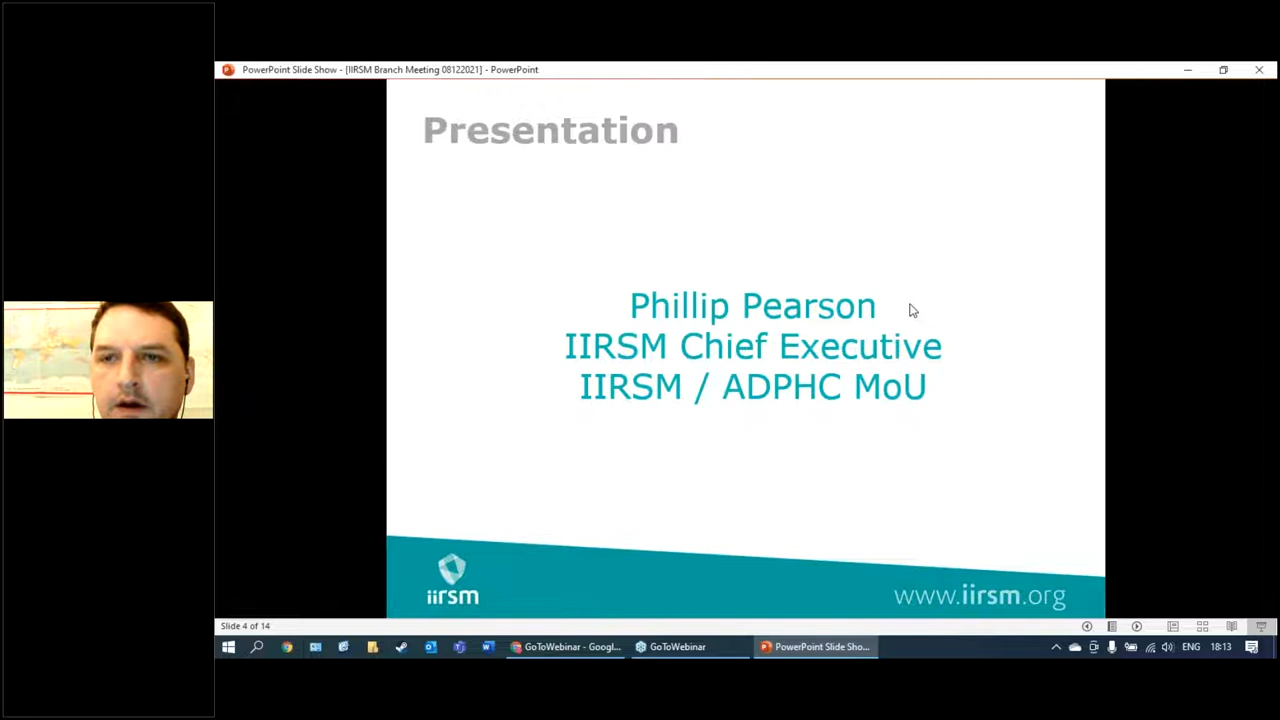 PowerPoint Slide Show - [IIRSM Branch Meeting 08122021] - PowerPoint
Presentation
Phillip Pearson
IIRSM Chief Executive
IIRSM / ADPHC MoU
iirsm
www.iirsm.org
Slide 4 of 14
GoToWebinar - Googl...
GoToWebinar
PowerPoint Slide Sho...
ENG
18:13